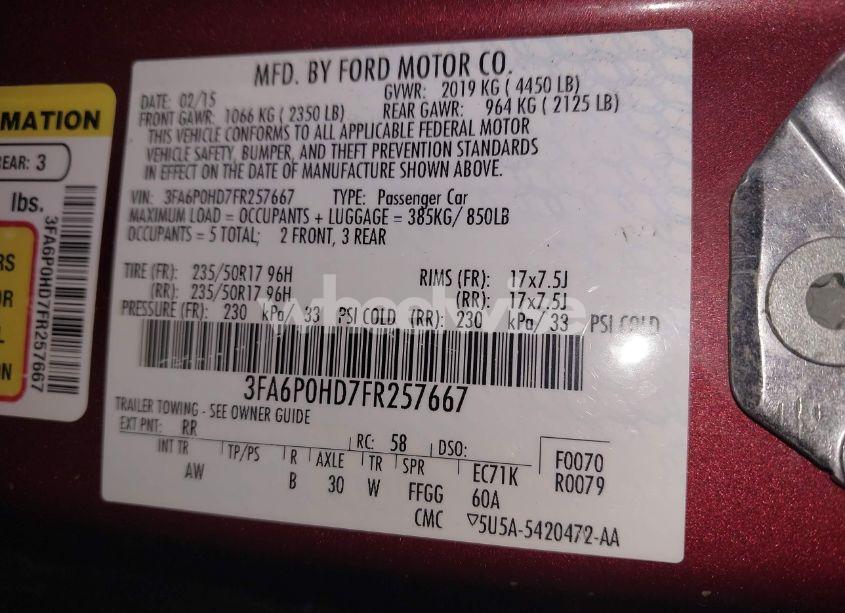 MFD. BY FORD MOTOR CO.
DATE: 02/15 GVWR: 2019 KG ( 4450 LB)
FRONT GAWR: 1066 KG ( 2350 LB) REAR GAWR: 964 KG ( 2125 LB)
THIS VEHICLE CONFORMS TO ALL APPLICABLE FEDERAL MOTOR
VEHICLE SAFETY, BUMPER, AND THEFT PREVENTION STANDARDS
IN EFFECT ON THE DATE OF MANUFACTURE SHOWN ABOVE.
VIN: 3FA6P0HD7FR257667 TYPE: Passenger Car
MAXIMUM LOAD = OCCUPANTS + LUGGAGE = 385KG/ 850LB
OCCUPANTS = 5 TOTAL; 2 FRONT, 3 REAR
TIRE (FR): 235/50R17 96H RIMS (FR): 17x7.5J
(RR): 235/50R17 96H (RR): 17x7.5J
PRESSURE (FR): 230 kPa/ 33 PSI COLD (RR): 230 kPa/ 33 PSI COLD
3FA6P0HD7FR257667
TRAILER TOWING - SEE OWNER GUIDE
EXT PNT: RR RC: 58 DSO:
INT TR TP/PS R AXLE TR SPR EC71K F0070
AW B 30 W FFGG 60A R0079
CMC ▽5U5A-5420472-AA
MATION
REAR: 3
lbs.
3FA6P0HD7FR257667
RS
OR
L
ON